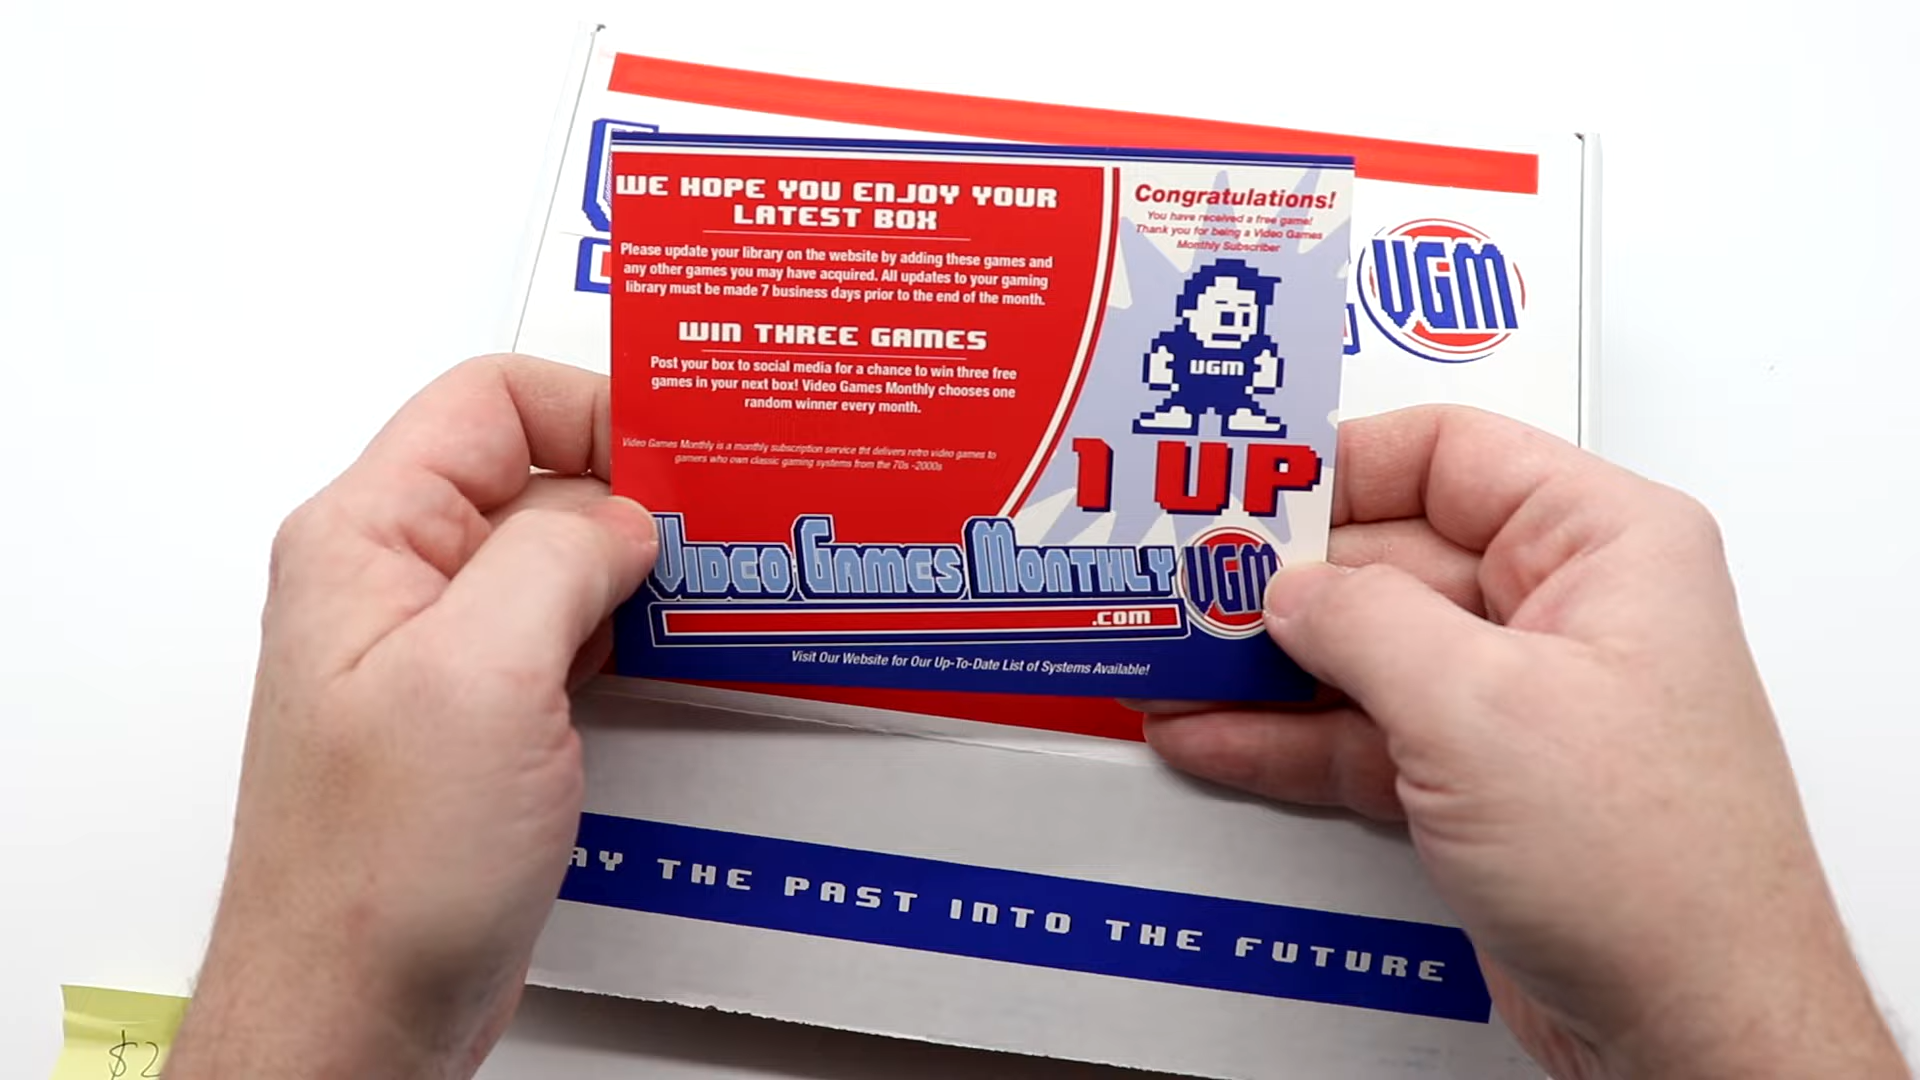 WE HOPE YOU ENJOY YOUR
LATEST BOX
Please update your library on the website by adding these games and
any other games you may have acquired. All updates to your gaming
library must be made 7 business days prior to the end of the month.
WIN THREE GAMES
Post your box to social media for a chance to win three free
games in your next box! Video Games Monthly chooses one
random winner every month.
Video Games Monthly is a monthly subscription service tht delivers retro video games to
gamers who own classic gaming systems from the 70s -2000s
Congratulations!
You have received a free game!
Thank you for being a Video Games
Monthly Subscriber
VGM
1 UP
VIDEO GAMES MONTHLY
VGM
.COM
Visit Our Website for Our Up-To-Date List of Systems Available!
VGM
THE PAST INTO THE FUTURE